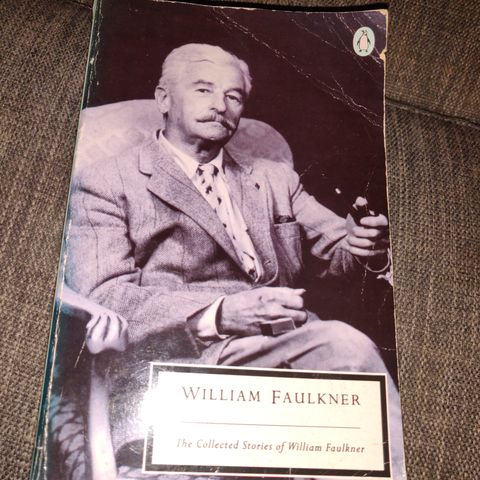 WILLIAM FAULKNER
The Collected Stories of William Faulkner